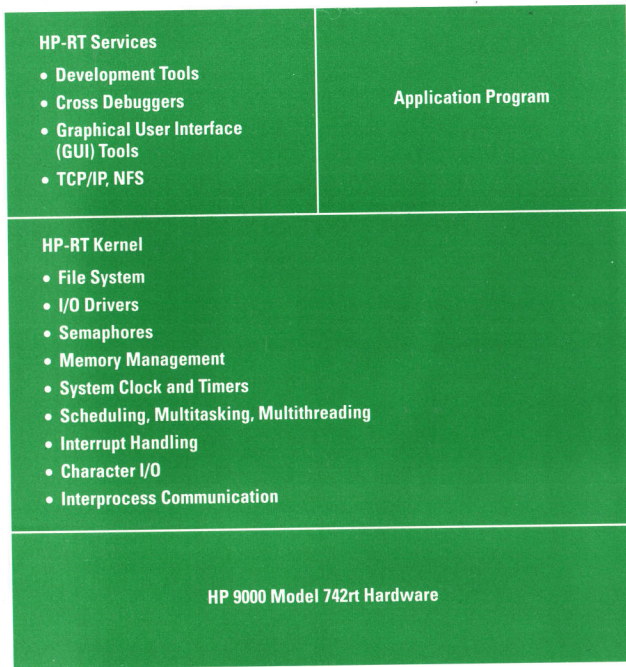 HP-RT Services
• Development Tools
• Cross Debuggers
• Graphical User Interface
(GUI) Tools
• TCP/IP, NFS
Application Program
HP-RT Kernel
• File System
• I/O Drivers
• Semaphores
• Memory Management
• System Clock and Timers
• Scheduling, Multitasking, Multithreading
• Interrupt Handling
• Character I/O
• Interprocess Communication
HP 9000 Model 742rt Hardware